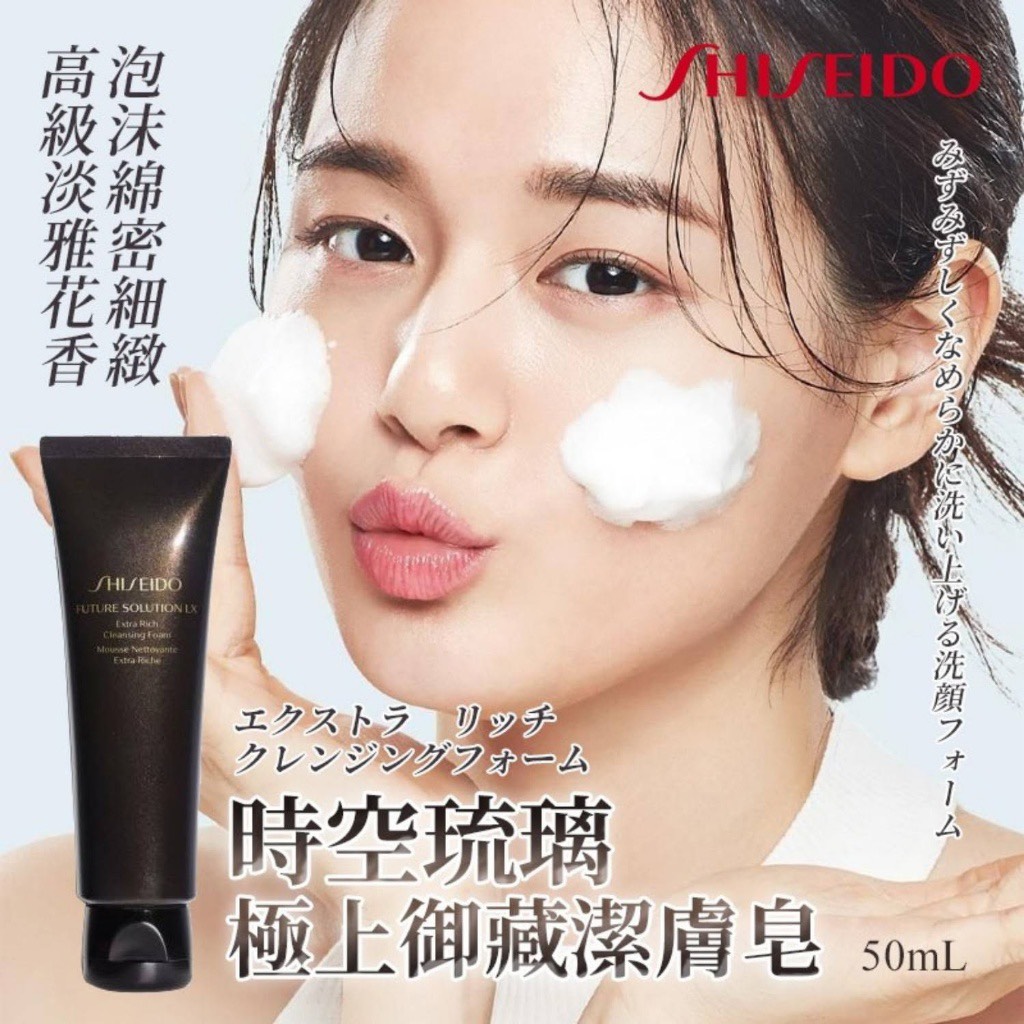 泡沫綿密細緻
高級淡雅花香
SHISEIDO
みずみずしくなめらかに洗い上げる洗顔フォーム
SHISEIDO
FUTURE SOLUTION LX
Extra Rich
Cleansing Foam
Mousse Nettoyante
Extra-Riche
エクストラ　リッチ
クレンジングフォーム
時空琉璃
極上御藏潔膚皂
50mL